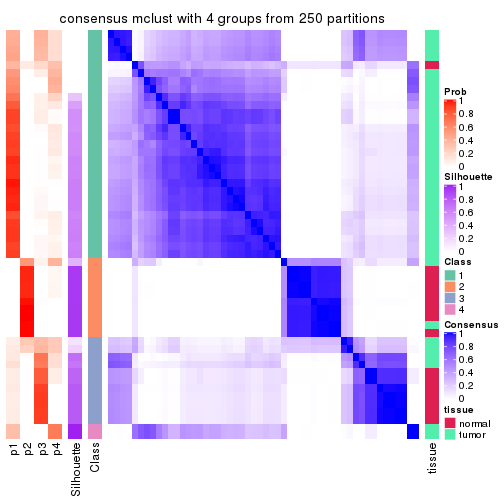 consensus mclust with 4 groups from 250 partitions
Prob
1
0.8
0.6
0.4
0.2
0
Silhouette
1
0.8
0.6
0.4
0.2
0
Class
1
2
3
4
Consensus
1
0.8
0.6
0.4
0.2
0
tissue
normal
tumor
p1
p2
p3
p4
Silhouette
Class
tissue